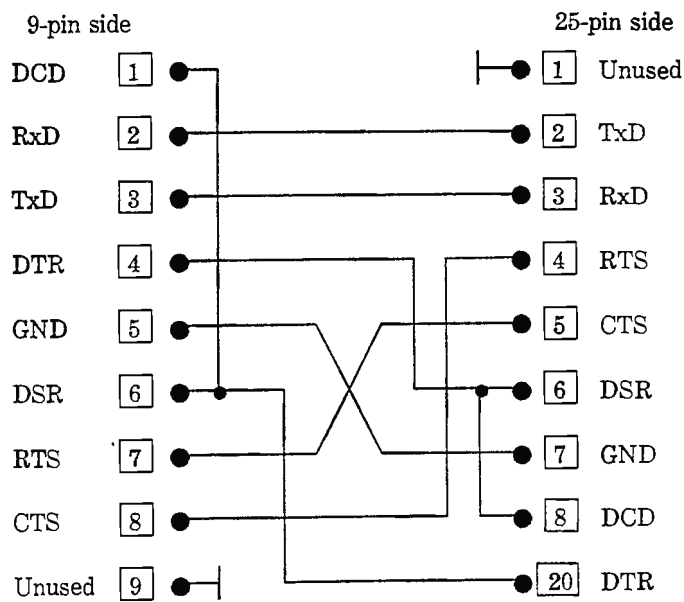 9-pin side 25-pin side
DCD 1 1 Unused
RxD 2 2 TxD
TxD 3 3 RxD
DTR 4 4 RTS
GND 5 5 CTS
DSR 6 6 DSR
RTS 7 7 GND
CTS 8 8 DCD
Unused 9 20 DTR